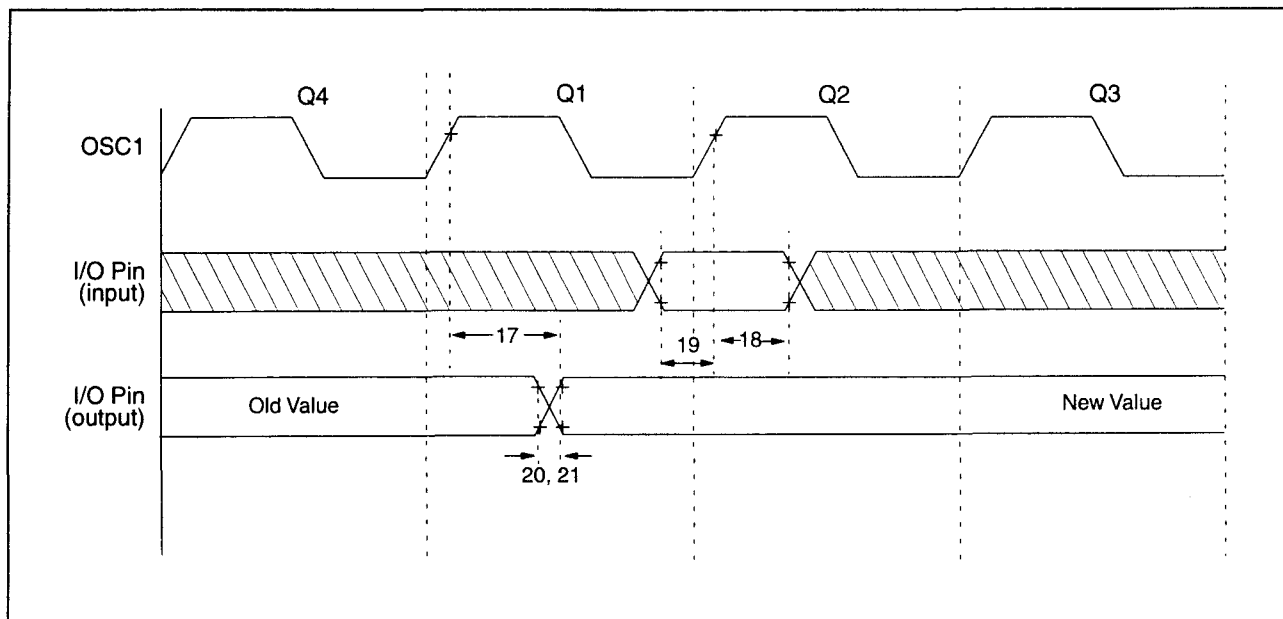 Q4 Q1 Q2 Q3
OSC1
I/O Pin
(input)
17
19
18
I/O Pin
(output)
Old Value
New Value
20, 21